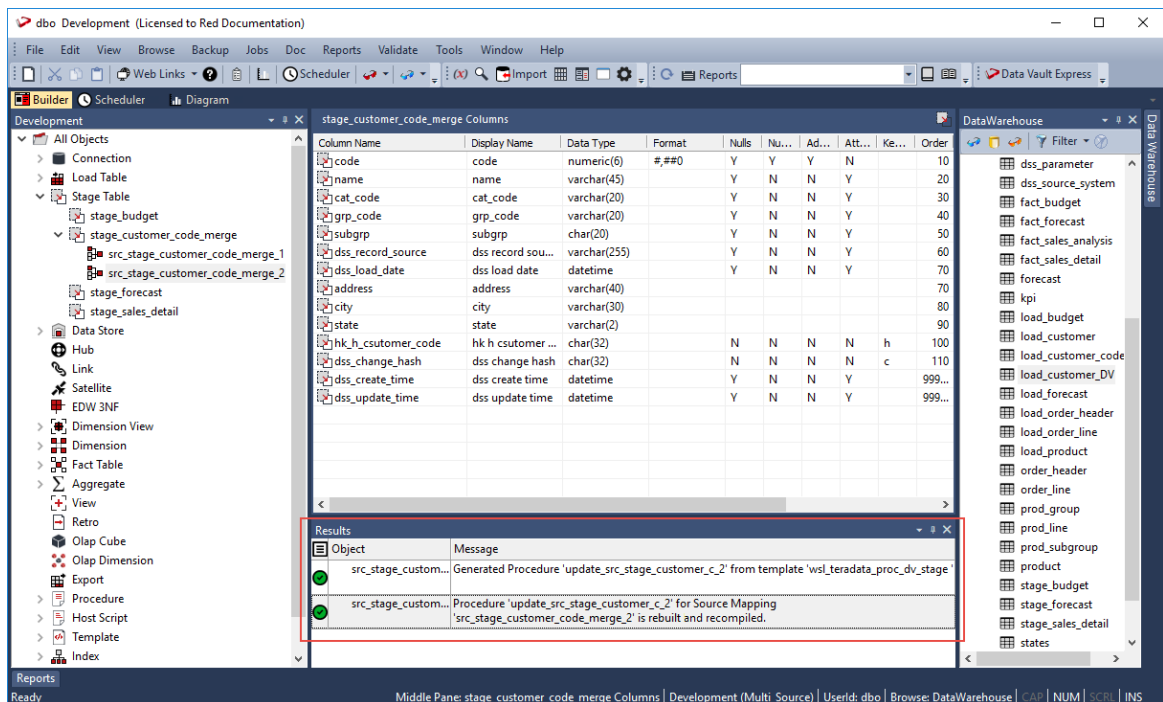 dbo Development (Licensed to Red Documentation)
File Edit View Browse Backup Jobs Doc Reports Validate Tools Window Help
Web Links Scheduler (x) Import Reports Data Vault Express
Builder Scheduler Diagram
Development
All Objects
Connection
Load Table
Stage Table
stage_budget
stage_customer_code_merge
src_stage_customer_code_merge_1
src_stage_customer_code_merge_2
stage_forecast
stage_sales_detail
Data Store
Hub
Link
Satellite
EDW 3NF
Dimension View
Dimension
Fact Table
Aggregate
View
Retro
Olap Cube
Olap Dimension
Export
Procedure
Host Script
Template
Index
stage_customer_code_merge Columns
Column Name Display Name Data Type Format Nulls Nu... Ad... Att... Ke... Order
code code numeric(6) #,##0 Y Y Y N 10
name name varchar(45) Y N N Y 20
cat_code cat_code varchar(20) Y N N Y 30
grp_code grp_code varchar(20) Y N N Y 40
subgrp subgrp char(20) Y N N Y 50
dss_record_source dss record sou... varchar(255) Y N N Y 60
dss_load_date dss load date datetime Y N N Y 70
address address varchar(40) 70
city city varchar(30) 80
state state varchar(2) 90
hk_h_csutomer_code hk h csutomer ... char(32) N N N N h 100
dss_change_hash dss change hash char(32) N N N N c 110
dss_create_time dss create time datetime Y N N Y 999...
dss_update_time dss update time datetime Y N N Y 999...
Results
Object Message
src_stage_custom... Generated Procedure 'update_src_stage_customer_c_2' from template 'wsl_teradata_proc_dv_stage '
src_stage_custom... Procedure 'update_src_stage_customer_c_2' for Source Mapping
'src_stage_customer_code_merge_2' is rebuilt and recompiled.
DataWarehouse
Filter
dss_parameter
dss_source_system
fact_budget
fact_forecast
fact_sales_analysis
fact_sales_detail
forecast
kpi
load_budget
load_customer
load_customer_code
load_customer_DV
load_forecast
load_order_header
load_order_line
load_product
order_header
order_line
prod_group
prod_line
prod_subgroup
product
stage_budget
stage_forecast
stage_sales_detail
states
Data Warehouse
Reports
Ready Middle Pane: stage_customer_code_merge Columns Development (Multi_Source) UserId: dbo Browse: DataWarehouse CAP NUM SCRL INS